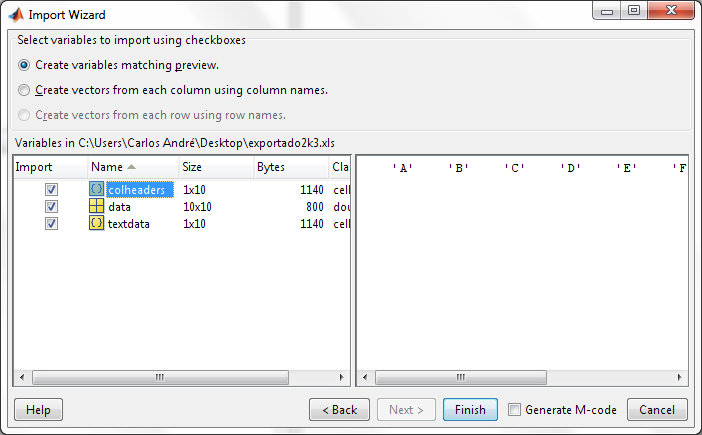 Import Wizard
Select variables to import using checkboxes
Create variables matching preview.
Create vectors from each column using column names.
Create vectors from each row using row names.
Variables in C:\Users\Carlos André\Desktop\exportado2k3.xls
Import Name Size Bytes Cla
colheaders 1x10 1140 cell
data 10x10 800 dou
textdata 1x10 1140 cell
'A' 'B' 'C' 'D' 'E' 'F
Help < Back Next > Finish Generate M-code Cancel